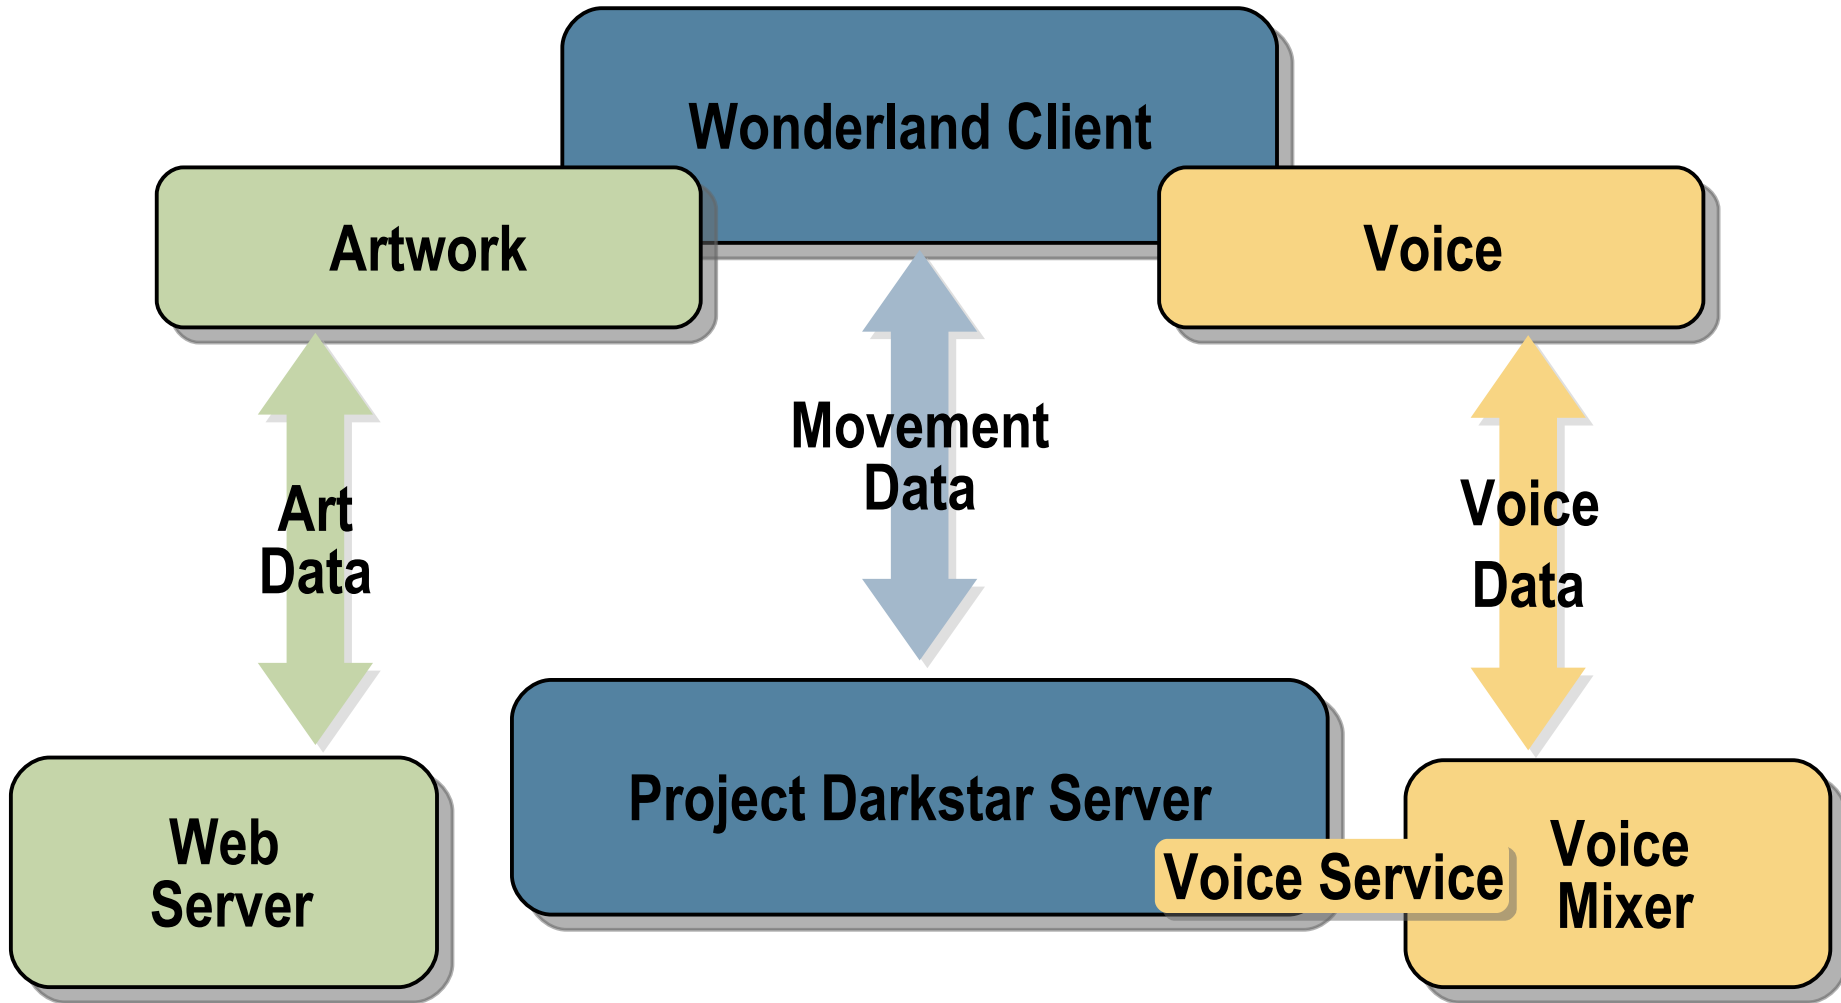 Wonderland Client
Artwork
Voice
Movement
Data
Art
Data
Voice
Data
Project Darkstar Server
Web
Server
Voice Service
Voice
Mixer